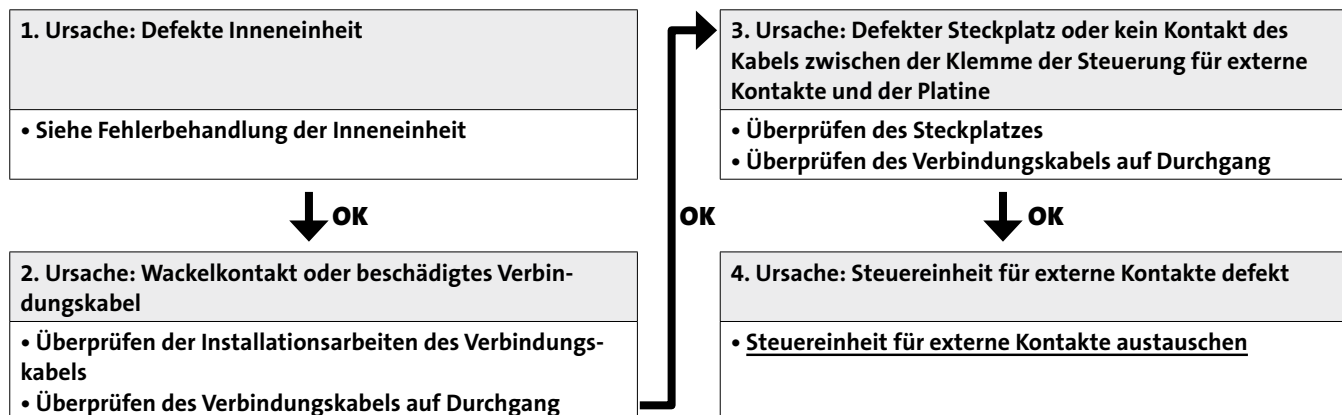 1. Ursache: Defekte Inneneinheit
• Siehe Fehlerbehandlung der Inneneinheit
OK
2. Ursache: Wackelkontakt oder beschädigtes Verbin-
dungskabel
• Überprüfen der Installationsarbeiten des Verbindungs-
kabels
• Überprüfen des Verbindungskabels auf Durchgang
OK
3. Ursache: Defekter Steckplatz oder kein Kontakt des
Kabels zwischen der Klemme der Steuerung für externe
Kontakte und der Platine
• Überprüfen des Steckplatzes
• Überprüfen des Verbindungskabels auf Durchgang
OK
4. Ursache: Steuereinheit für externe Kontakte defekt
• Steuereinheit für externe Kontakte austauschen